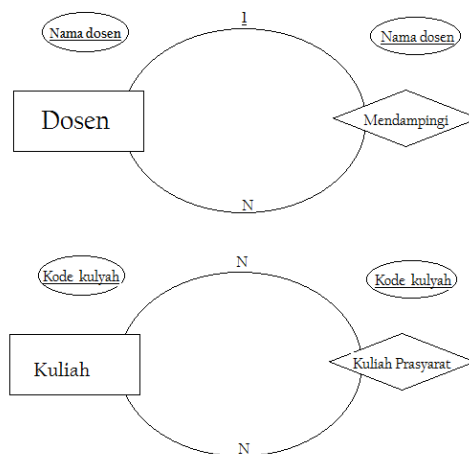 1
Nama dosen
Nama dosen
Dosen
Mendampingi
N
N
Kode kulyah
Kode kulyah
Kuliah
Kuliah Prasyarat
N